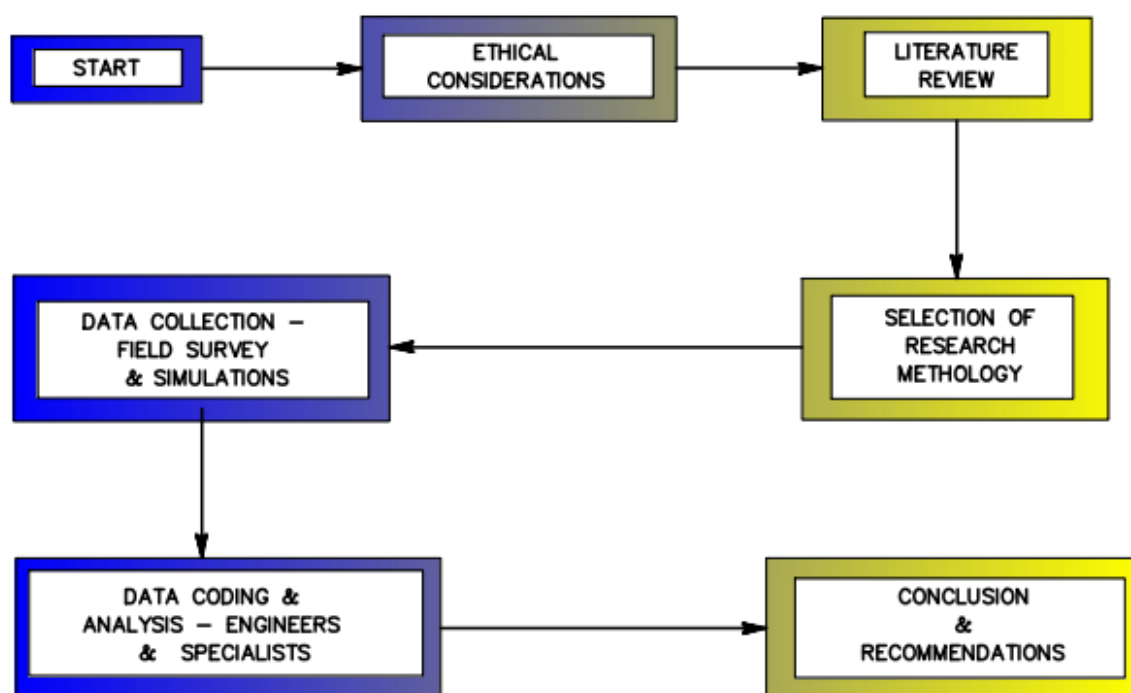 START
ETHICAL
CONSIDERATIONS
LITERATURE
REVIEW
SELECTION OF
RESEARCH
METHOLOGY
DATA COLLECTION –
FIELD SURVEY
& SIMULATIONS
DATA CODING &
ANALYSIS – ENGINEERS
& SPECIALISTS
CONCLUSION
&
RECOMMENDATIONS